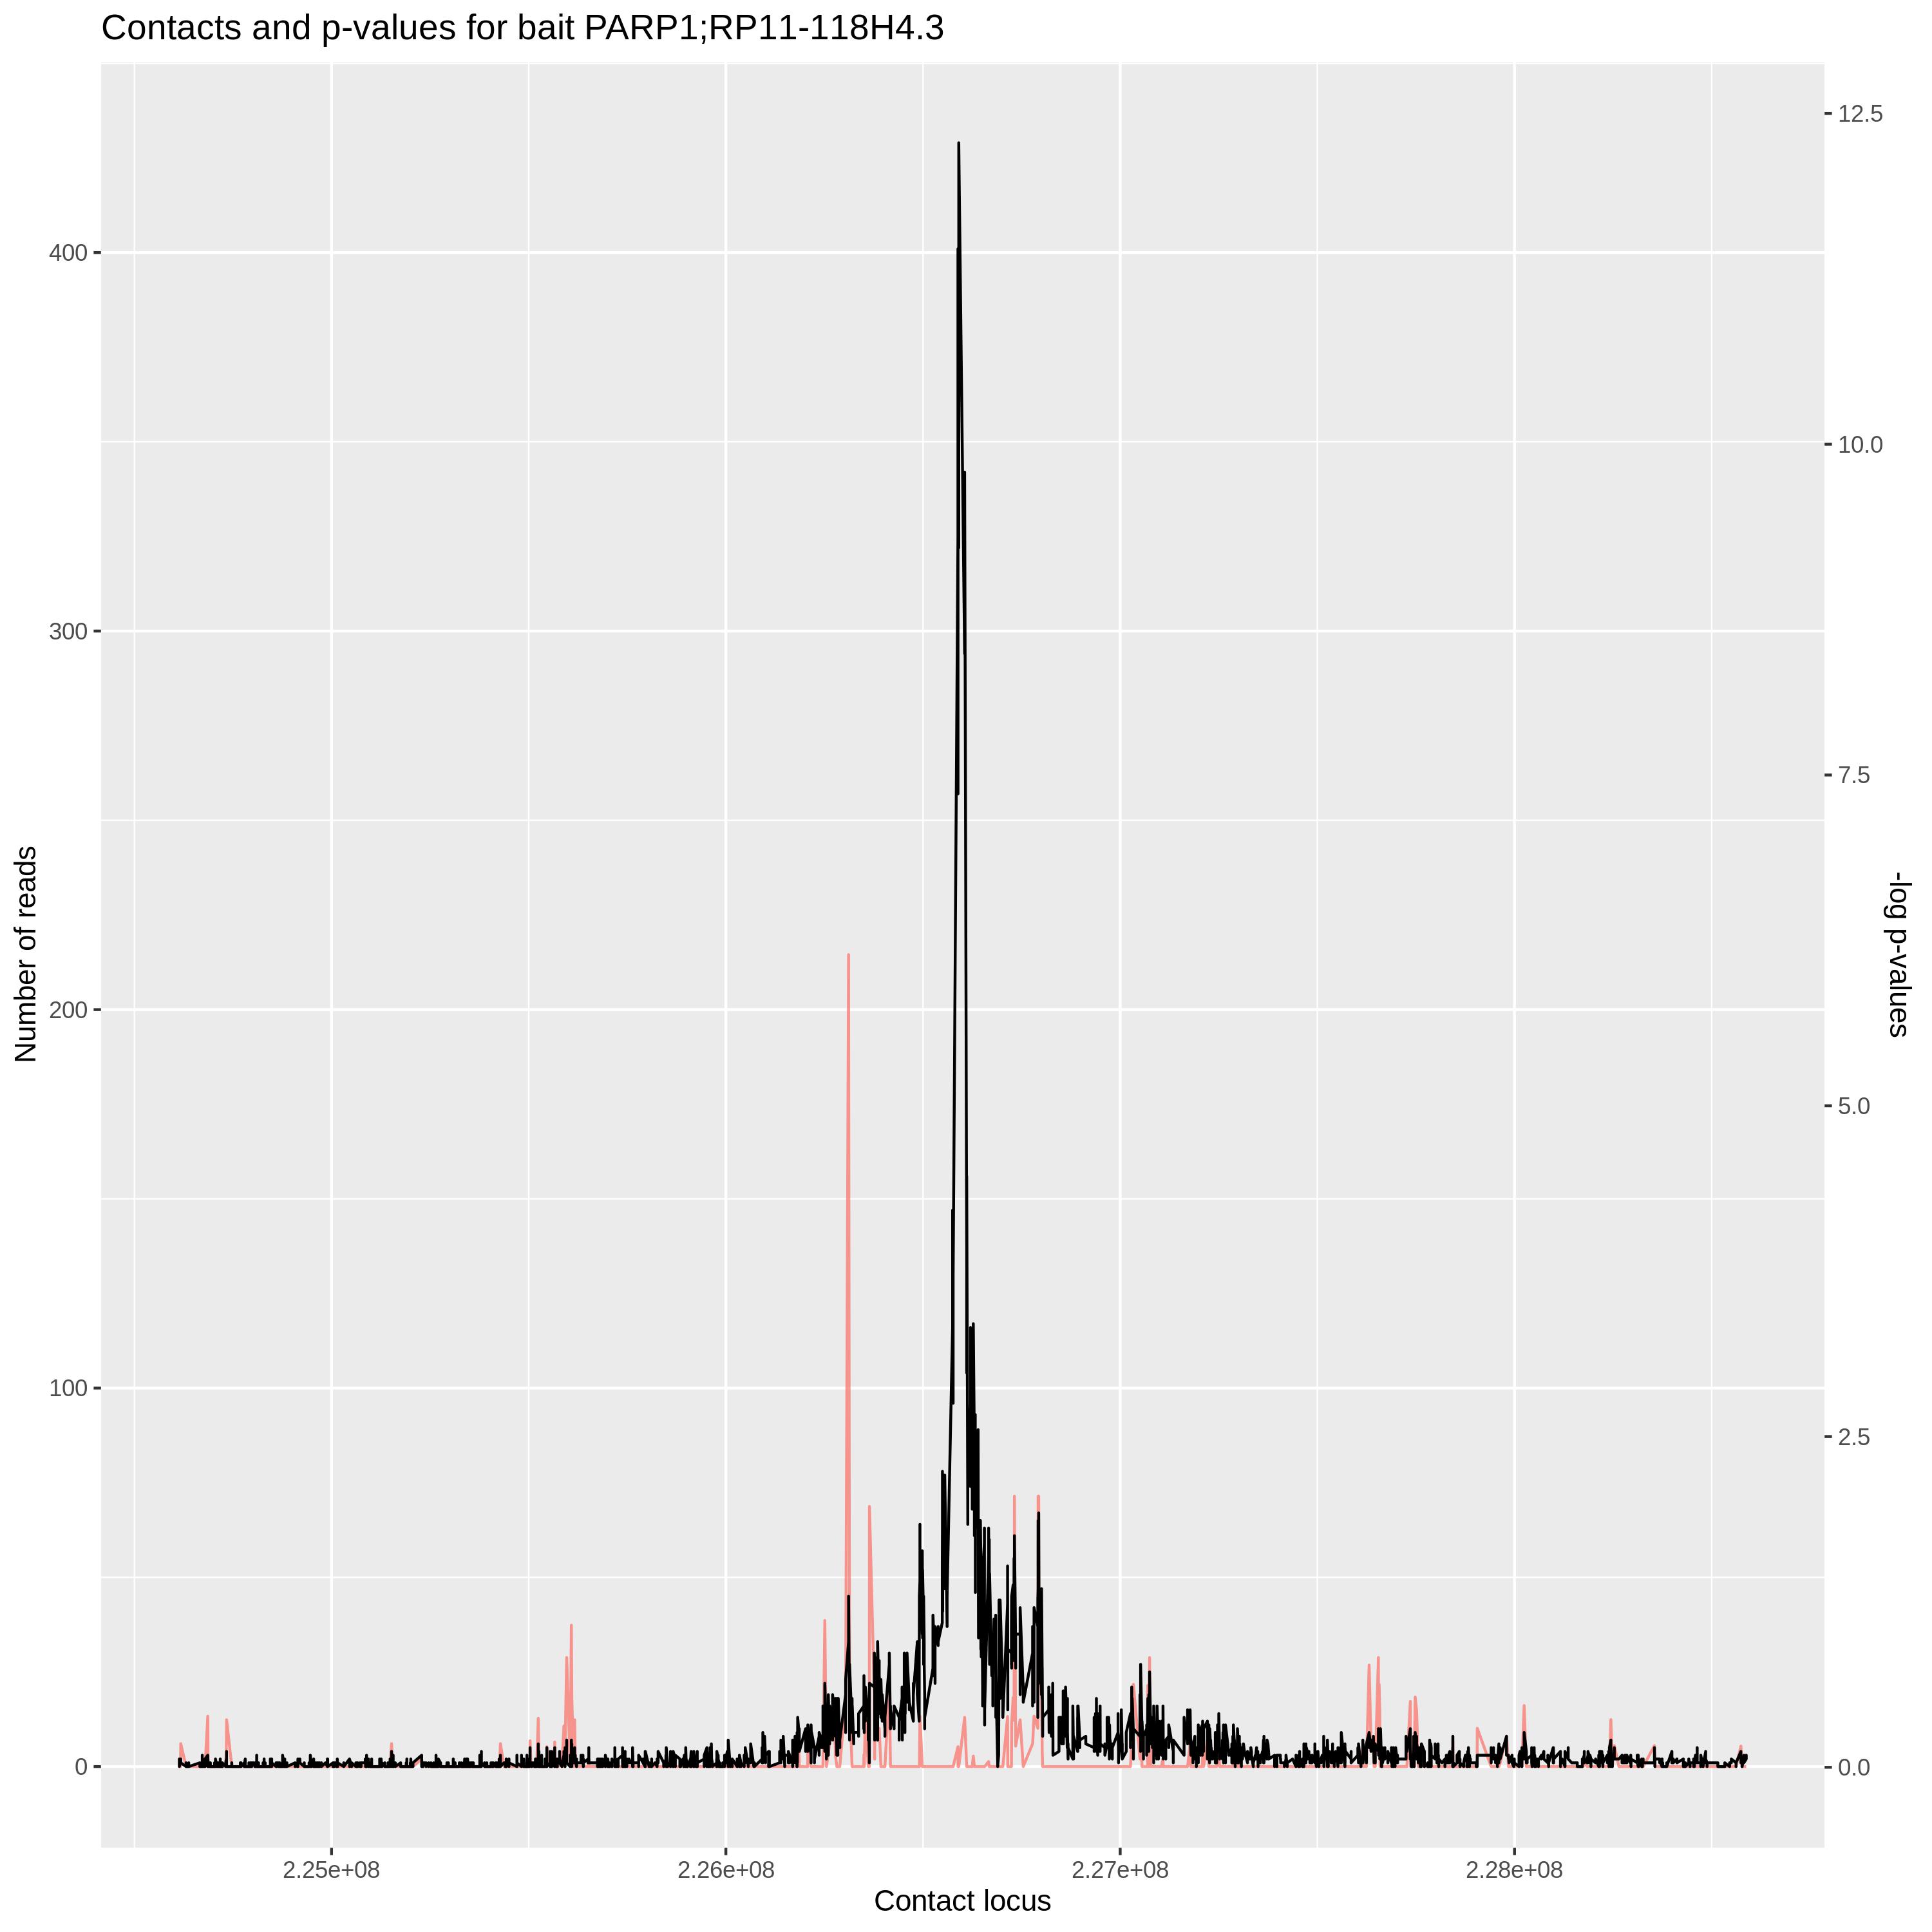 Contacts and p-values for bait PARP1;RP11-118H4.3
400
300
200
100
0
Number of reads
12.5
10.0
7.5
5.0
2.5
0.0
-log p-values
2.25e+08
2.26e+08
2.27e+08
2.28e+08
Contact locus